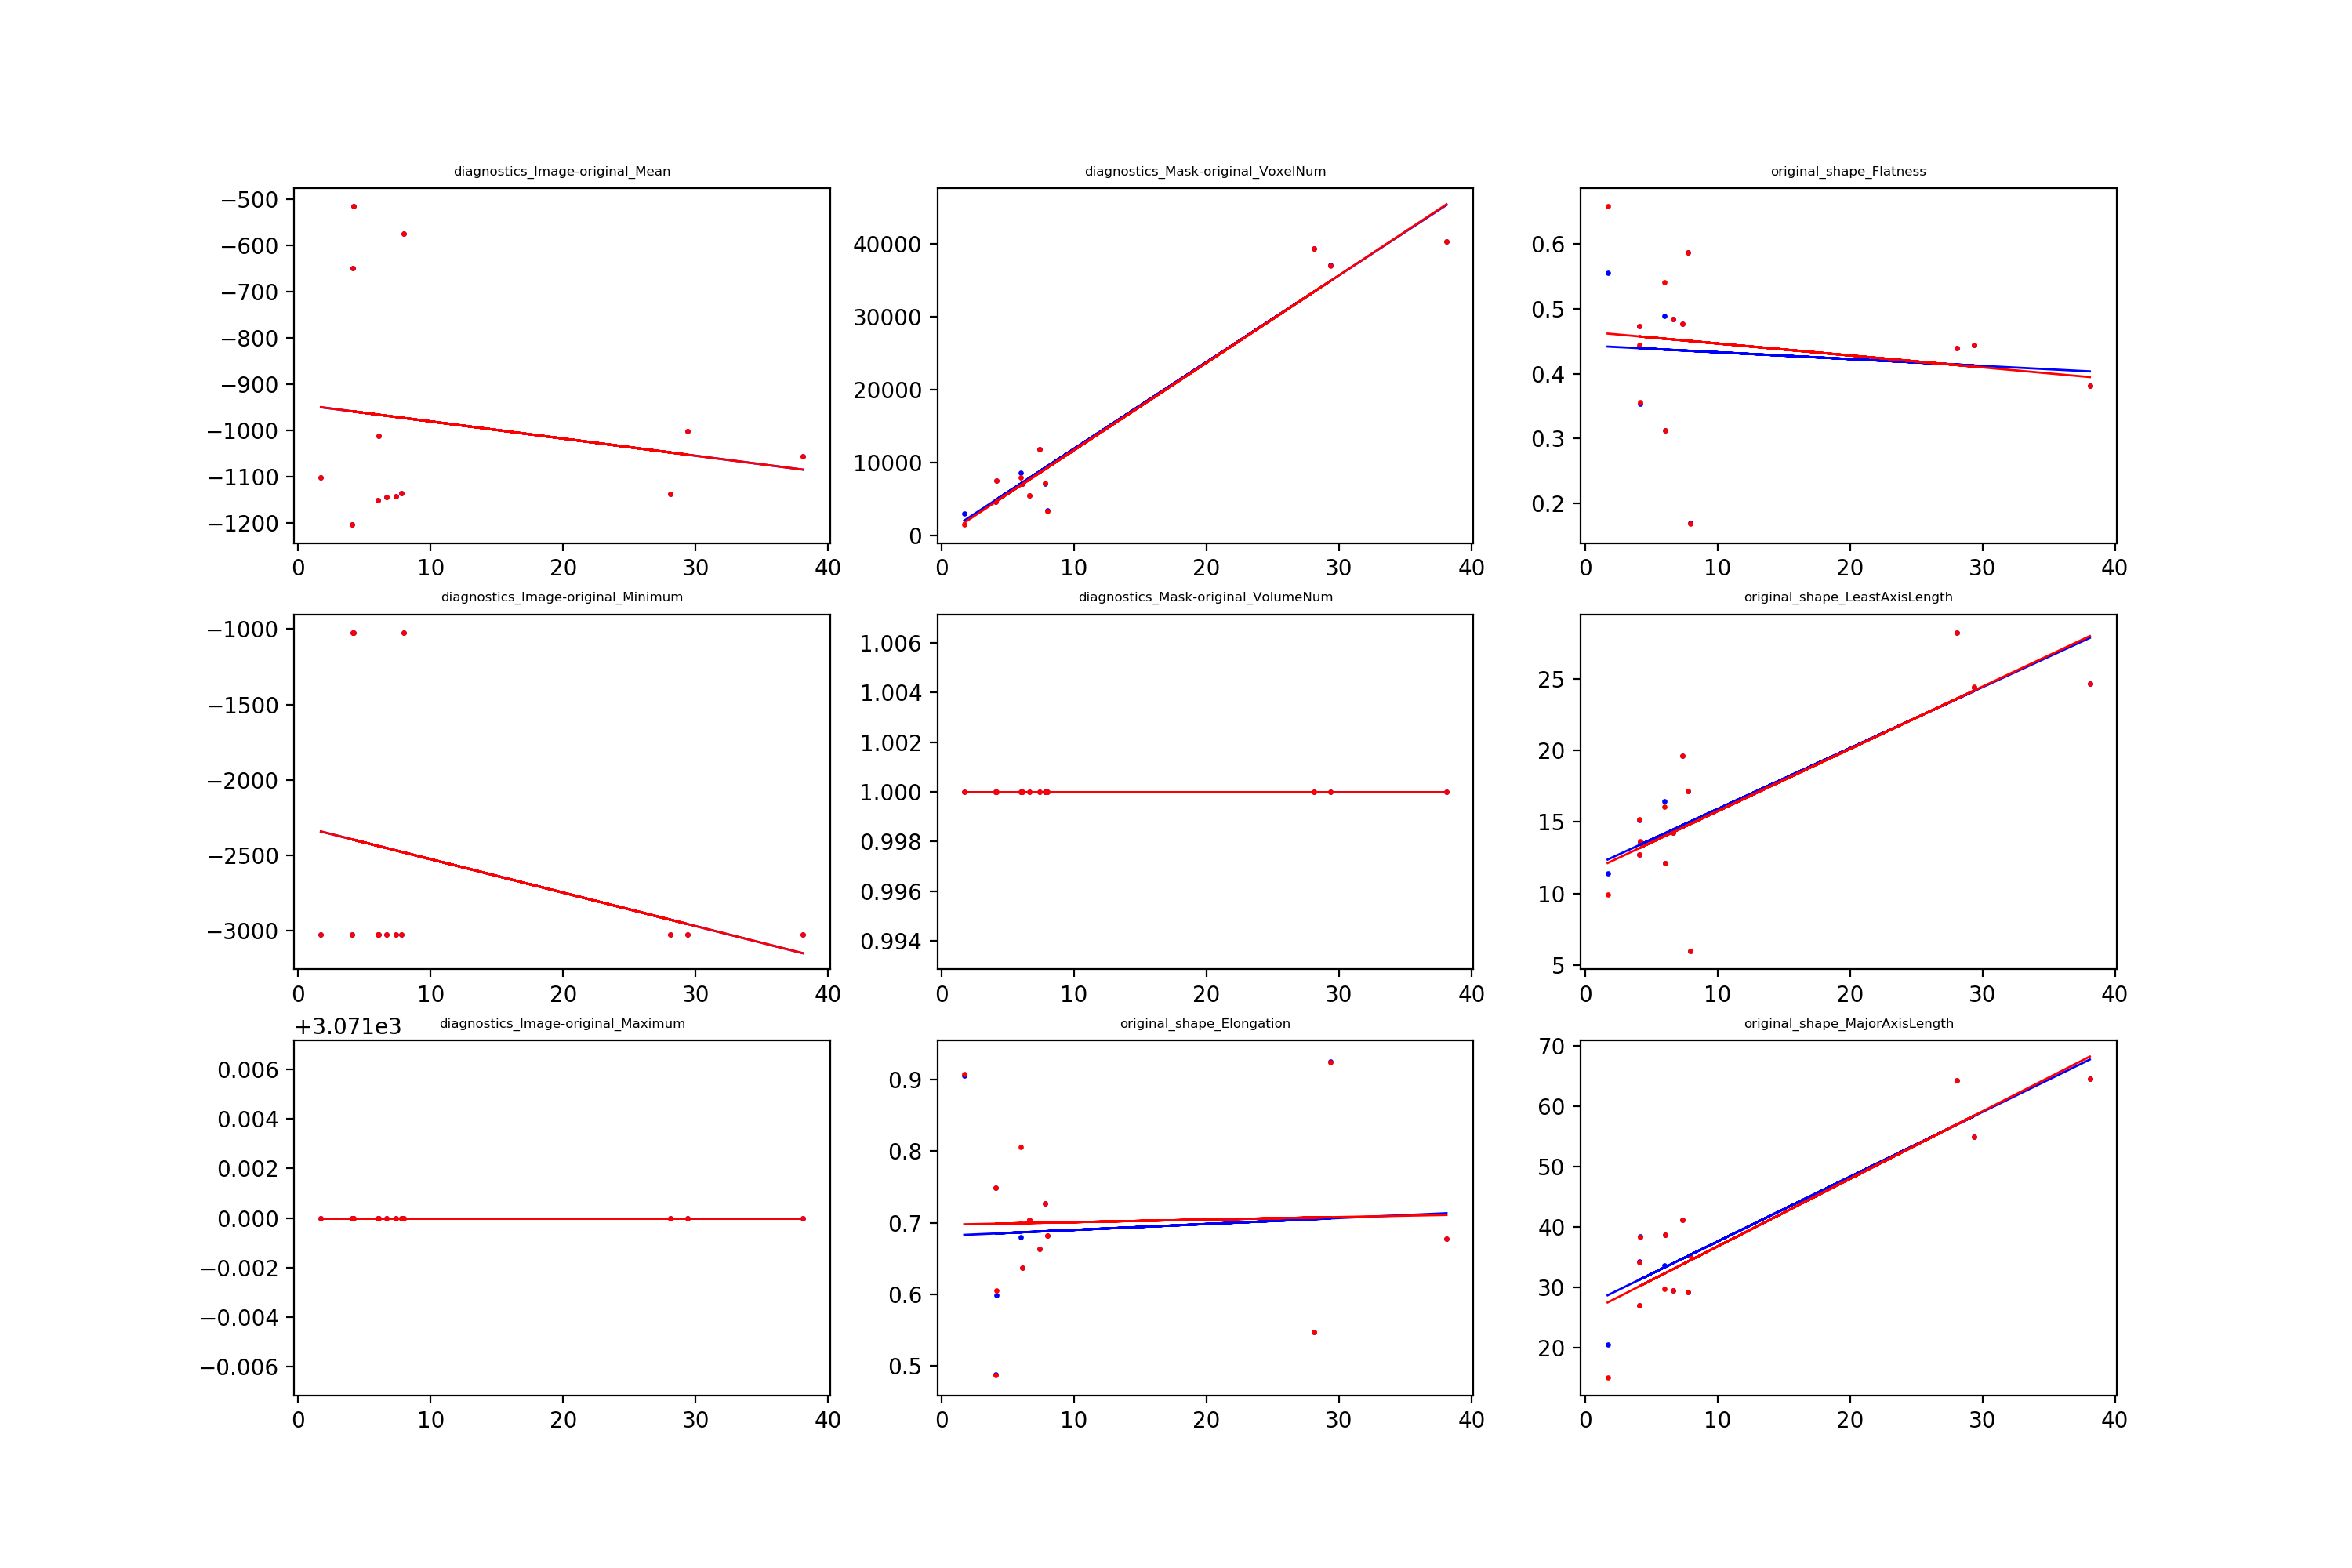 diagnostics_Image-original_Mean
−500
−600
−700
−800
−900
−1000
−1100
−1200
0 10 20 30 40
diagnostics_Mask-original_VoxelNum
40000
30000
20000
10000
0
0 10 20 30 40
original_shape_Flatness
0.6
0.5
0.4
0.3
0.2
0 10 20 30 40
diagnostics_Image-original_Minimum
−1000
−1500
−2000
−2500
−3000
0 10 20 30 40
diagnostics_Mask-original_VolumeNum
1.006
1.004
1.002
1.000
0.998
0.996
0.994
0 10 20 30 40
original_shape_LeastAxisLength
25
20
15
10
5
0 10 20 30 40
+3.071e3
diagnostics_Image-original_Maximum
0.006
0.004
0.002
0.000
−0.002
−0.004
−0.006
0 10 20 30 40
original_shape_Elongation
0.9
0.8
0.7
0.6
0.5
0 10 20 30 40
original_shape_MajorAxisLength
70
60
50
40
30
20
0 10 20 30 40